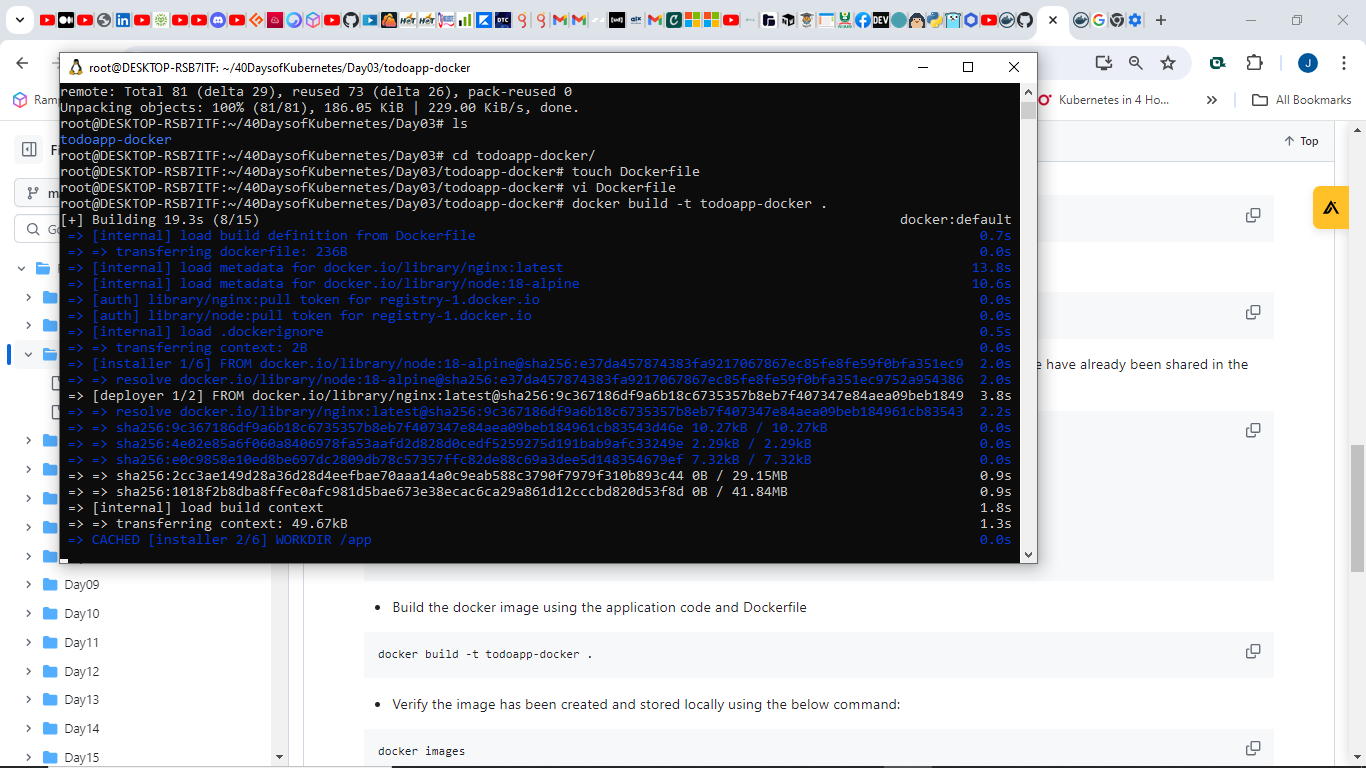 root@DESKTOP-RSB7ITF: ~/40DaysofKubernetes/Day03/todoapp-docker
Kubernetes in 4 Ho...
All Bookmarks
Top
remote: Total 81 (delta 29), reused 73 (delta 26), pack-reused 0
Unpacking objects: 100% (81/81), 186.05 KiB | 229.00 KiB/s, done.
root@DESKTOP-RSB7ITF:~/40DaysofKubernetes/Day03# ls
todoapp-docker
root@DESKTOP-RSB7ITF:~/40DaysofKubernetes/Day03# cd todoapp-docker/
root@DESKTOP-RSB7ITF:~/40DaysofKubernetes/Day03/todoapp-docker# touch Dockerfile
root@DESKTOP-RSB7ITF:~/40DaysofKubernetes/Day03/todoapp-docker# vi Dockerfile
root@DESKTOP-RSB7ITF:~/40DaysofKubernetes/Day03/todoapp-docker# docker build -t todoapp-docker .
[+] Building 19.3s (8/15) docker:default
=> [internal] load build definition from Dockerfile 0.7s
=> => transferring dockerfile: 236B 0.0s
=> [internal] load metadata for docker.io/library/nginx:latest 13.8s
=> [internal] load metadata for docker.io/library/node:18-alpine 10.6s
=> [auth] library/nginx:pull token for registry-1.docker.io 0.0s
=> [auth] library/node:pull token for registry-1.docker.io 0.0s
=> [internal] load .dockerignore 0.5s
=> => transferring context: 2B 0.0s
=> [installer 1/6] FROM docker.io/library/node:18-alpine@sha256:e37da457874383fa9217067867ec85fe8fe59f0bfa351ec9 2.0s
=> => resolve docker.io/library/node:18-alpine@sha256:e37da457874383fa9217067867ec85fe8fe59f0bfa351ec9752a954386 2.0s
=> [deployer 1/2] FROM docker.io/library/nginx:latest@sha256:9c367186df9a6b18c6735357b8eb7f407347e84aea09beb1849 3.8s
=> => resolve docker.io/library/nginx:latest@sha256:9c367186df9a6b18c6735357b8eb7f407347e84aea09beb184961cb83543 2.2s
=> => sha256:9c367186df9a6b18c6735357b8eb7f407347e84aea09beb184961cb83543d46e 10.27kB / 10.27kB 0.0s
=> => sha256:4e02e85a6f060a8406978fa53aafd2d828d0cedf5259275d191bab9afc33249e 2.29kB / 2.29kB 0.0s
=> => sha256:e0c9858e10ed8be697dc2809db78c57357ffc82de88c69a3dee5d148354679ef 7.32kB / 7.32kB 0.0s
=> => sha256:2cc3ae149d28a36d28d4eefbae70aaa14a0c9eab588c3790f7979f310b893c44 0B / 29.15MB 0.9s
=> => sha256:1018f2b8dba8ffec0afc981d5bae673e38ecac6ca29a861d12cccbd820d53f8d 0B / 41.84MB 0.9s
=> [internal] load build context 1.8s
=> => transferring context: 49.67kB 1.3s
=> CACHED [installer 2/6] WORKDIR /app 0.0s
have already been shared in the
Day09
Day10
Day11
Day12
Day13
Day14
Day15
Build the docker image using the application code and Dockerfile
docker build -t todoapp-docker .
Verify the image has been created and stored locally using the below command:
docker images